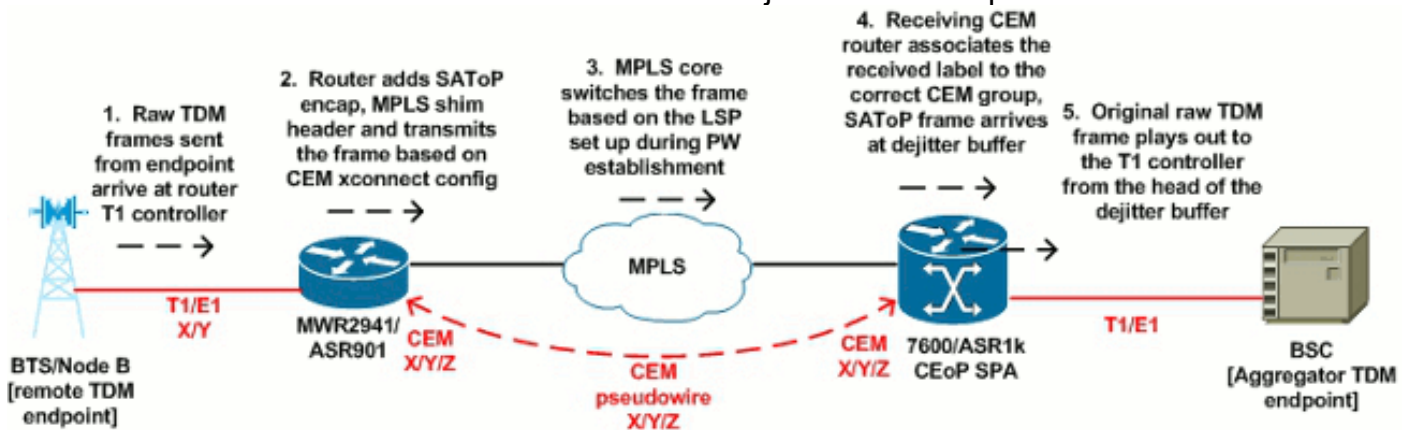 1. Raw TDM
frames sent
from endpoint
arrive at router
T1 controller
2. Router adds SAToP
encap, MPLS shim
header and transmits
the frame based on
CEM xconnect config
3. MPLS core
switches the frame
based on the LSP
set up during PW
establishment
4. Receiving CEM
router associates the
received label to the
correct CEM group,
SAToP frame arrives
at dejitter buffer
5. Original raw TDM
frame plays out to
the T1 controller
from the head of the
dejitter buffer
BTS/Node B
[remote TDM
endpoint]
T1/E1
X/Y
MWR2941/
ASR901
CEM
X/Y/Z
MPLS
CEM
pseudowire
X/Y/Z
CEM
X/Y/Z
7600/ASR1k
CEoP SPA
T1/E1
BSC
[Aggregator TDM
endpoint]